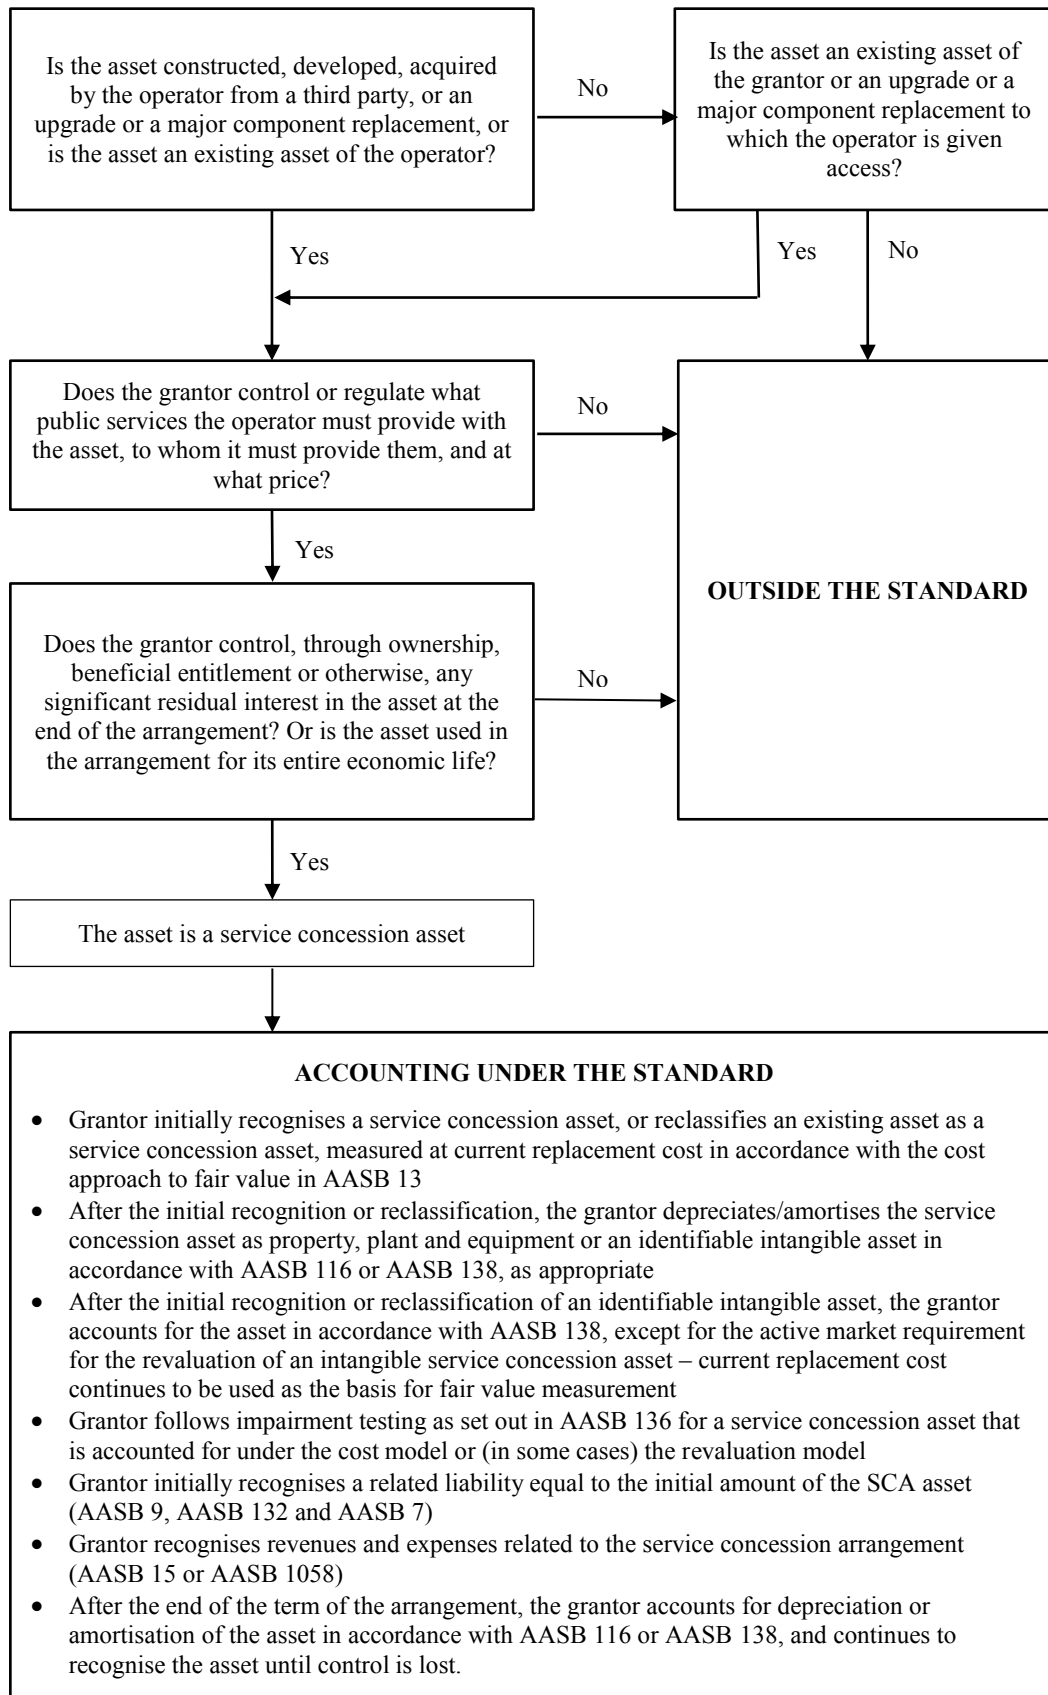 Is the asset constructed, developed, acquired
by the operator from a third party, or an
upgrade or a major component replacement, or
is the asset an existing asset of the operator?
No
Is the asset an existing asset of
the grantor or an upgrade or a
major component replacement to
which the operator is given
access?
Yes
Yes
No
Does the grantor control or regulate what
public services the operator must provide with
the asset, to whom it must provide them, and at
what price?
No
OUTSIDE THE STANDARD
Yes
Does the grantor control, through ownership,
beneficial entitlement or otherwise, any
significant residual interest in the asset at the
end of the arrangement? Or is the asset used in
the arrangement for its entire economic life?
No
Yes
The asset is a service concession asset
ACCOUNTING UNDER THE STANDARD
• Grantor initially recognises a service concession asset, or reclassifies an existing asset as a
service concession asset, measured at current replacement cost in accordance with the cost
approach to fair value in AASB 13
• After the initial recognition or reclassification, the grantor depreciates/amortises the service
concession asset as property, plant and equipment or an identifiable intangible asset in
accordance with AASB 116 or AASB 138, as appropriate
• After the initial recognition or reclassification of an identifiable intangible asset, the grantor
accounts for the asset in accordance with AASB 138, except for the active market requirement
for the revaluation of an intangible service concession asset – current replacement cost
continues to be used as the basis for fair value measurement
• Grantor follows impairment testing as set out in AASB 136 for a service concession asset that
is accounted for under the cost model or (in some cases) the revaluation model
• Grantor initially recognises a related liability equal to the initial amount of the SCA asset
(AASB 9, AASB 132 and AASB 7)
• Grantor recognises revenues and expenses related to the service concession arrangement
(AASB 15 or AASB 1058)
• After the end of the term of the arrangement, the grantor accounts for depreciation or
amortisation of the asset in accordance with AASB 116 or AASB 138, and continues to
recognise the asset until control is lost.